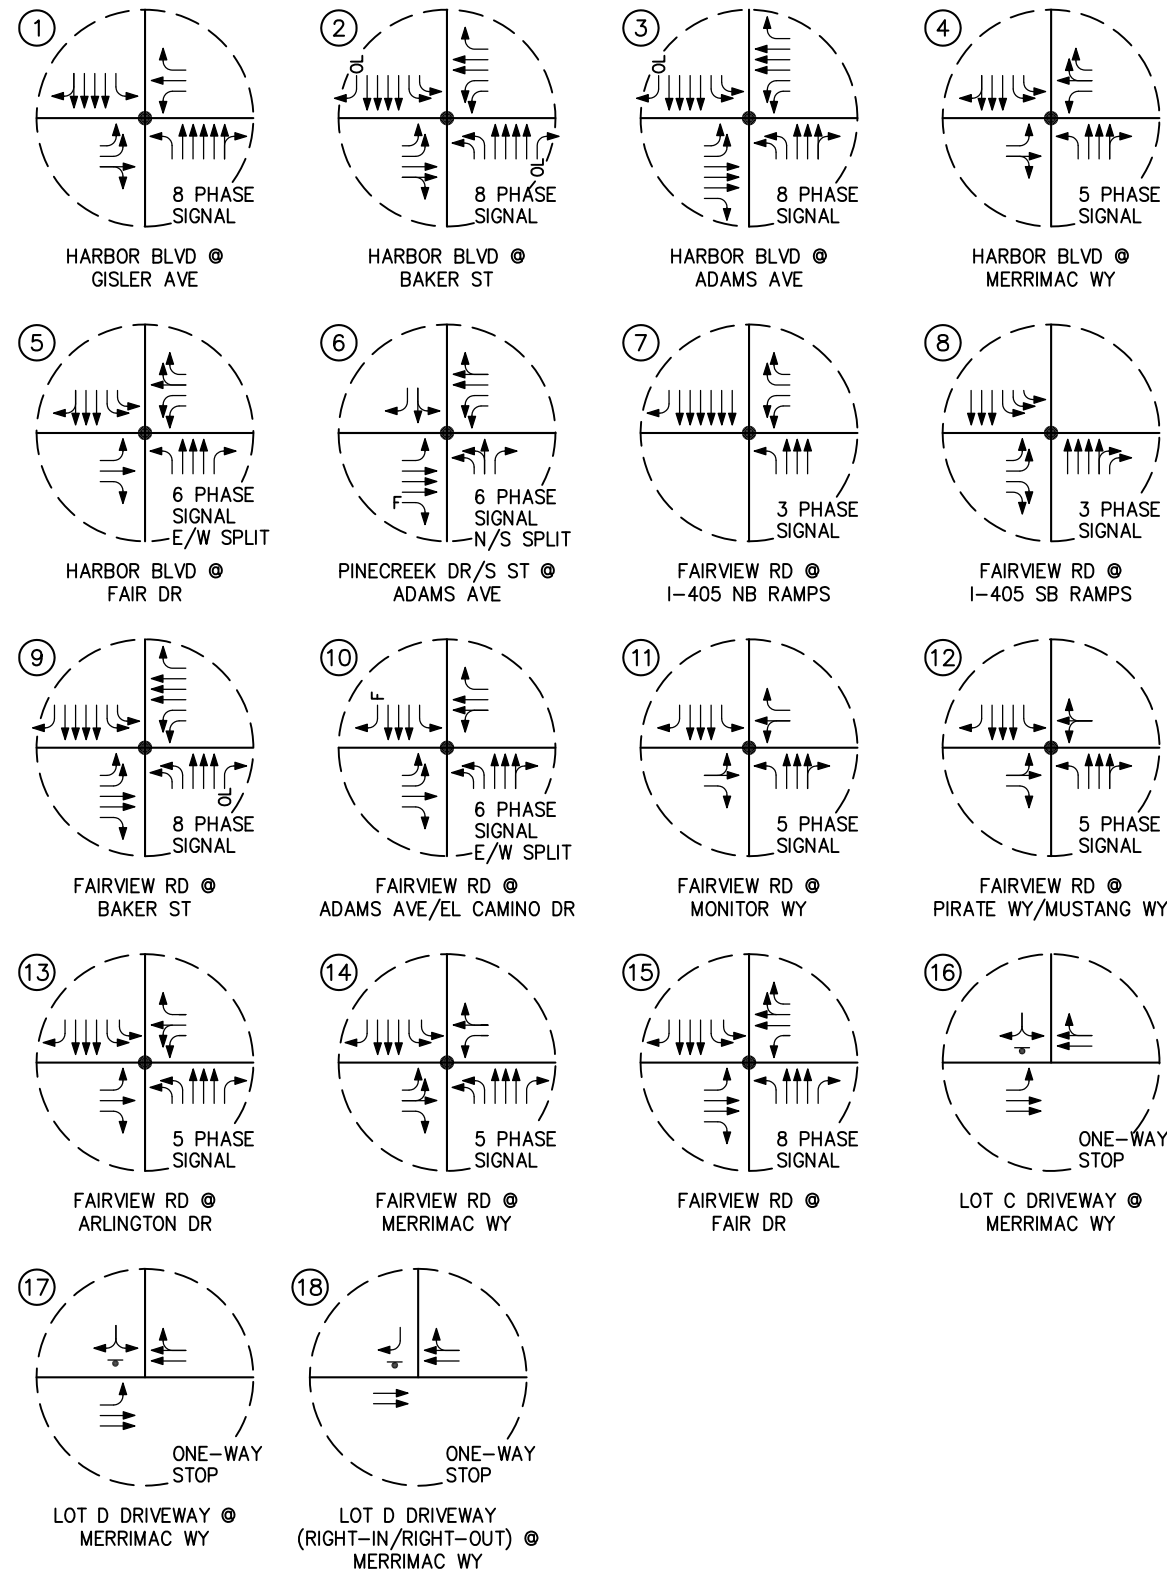 1
8 PHASE
SIGNAL
HARBOR BLVD @
GISLER AVE
2
OL
OL
8 PHASE
SIGNAL
HARBOR BLVD @
BAKER ST
3
OL
8 PHASE
SIGNAL
HARBOR BLVD @
ADAMS AVE
4
5 PHASE
SIGNAL
HARBOR BLVD @
MERRIMAC WY
5
6 PHASE
SIGNAL
E/W SPLIT
HARBOR BLVD @
FAIR DR
6
F
6 PHASE
SIGNAL
N/S SPLIT
PINECREEK DR/S ST @
ADAMS AVE
7
3 PHASE
SIGNAL
FAIRVIEW RD @
I-405 NB RAMPS
8
3 PHASE
SIGNAL
FAIRVIEW RD @
I-405 SB RAMPS
9
OL
8 PHASE
SIGNAL
FAIRVIEW RD @
BAKER ST
10
F
6 PHASE
SIGNAL
E/W SPLIT
FAIRVIEW RD @
ADAMS AVE/EL CAMINO DR
11
5 PHASE
SIGNAL
FAIRVIEW RD @
MONITOR WY
12
5 PHASE
SIGNAL
FAIRVIEW RD @
PIRATE WY/MUSTANG WY
13
5 PHASE
SIGNAL
FAIRVIEW RD @
ARLINGTON DR
14
5 PHASE
SIGNAL
FAIRVIEW RD @
MERRIMAC WY
15
8 PHASE
SIGNAL
FAIRVIEW RD @
FAIR DR
16
ONE-WAY
STOP
LOT C DRIVEWAY @
MERRIMAC WY
17
ONE-WAY
STOP
LOT D DRIVEWAY @
MERRIMAC WY
18
ONE-WAY
STOP
LOT D DRIVEWAY
(RIGHT-IN/RIGHT-OUT) @
MERRIMAC WY